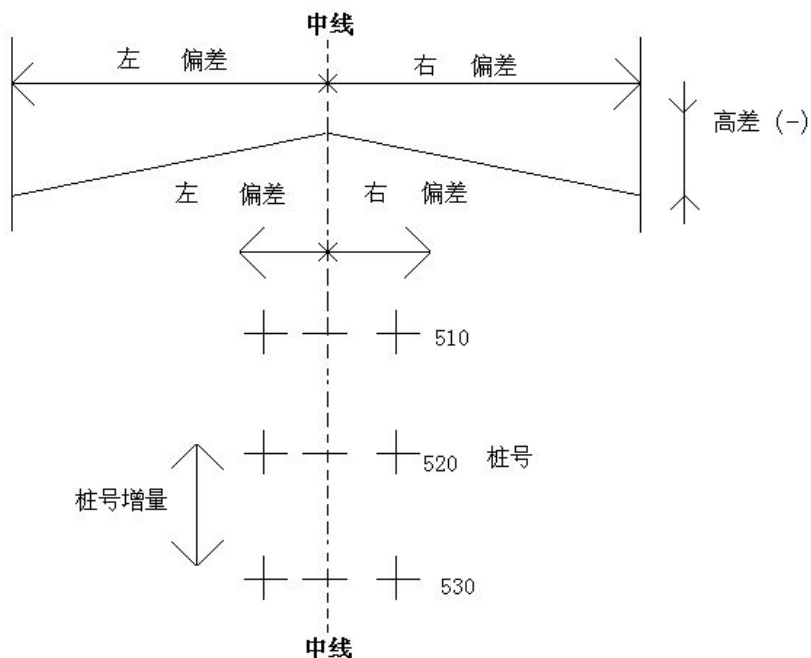 中线
左 偏差
右 偏差
高差 (-)
左 偏差
右 偏差
510
520 桩号
桩号增量
530
中线